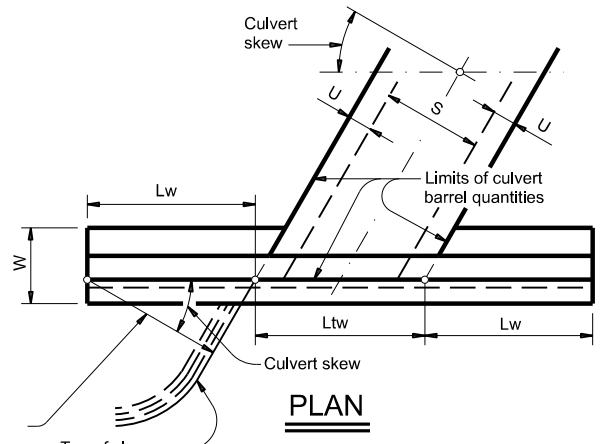 Culvert
skew
U
S
U
Lw
Limits of culvert
barrel quantities
W
Ltw
Lw
Culvert skew
PLAN